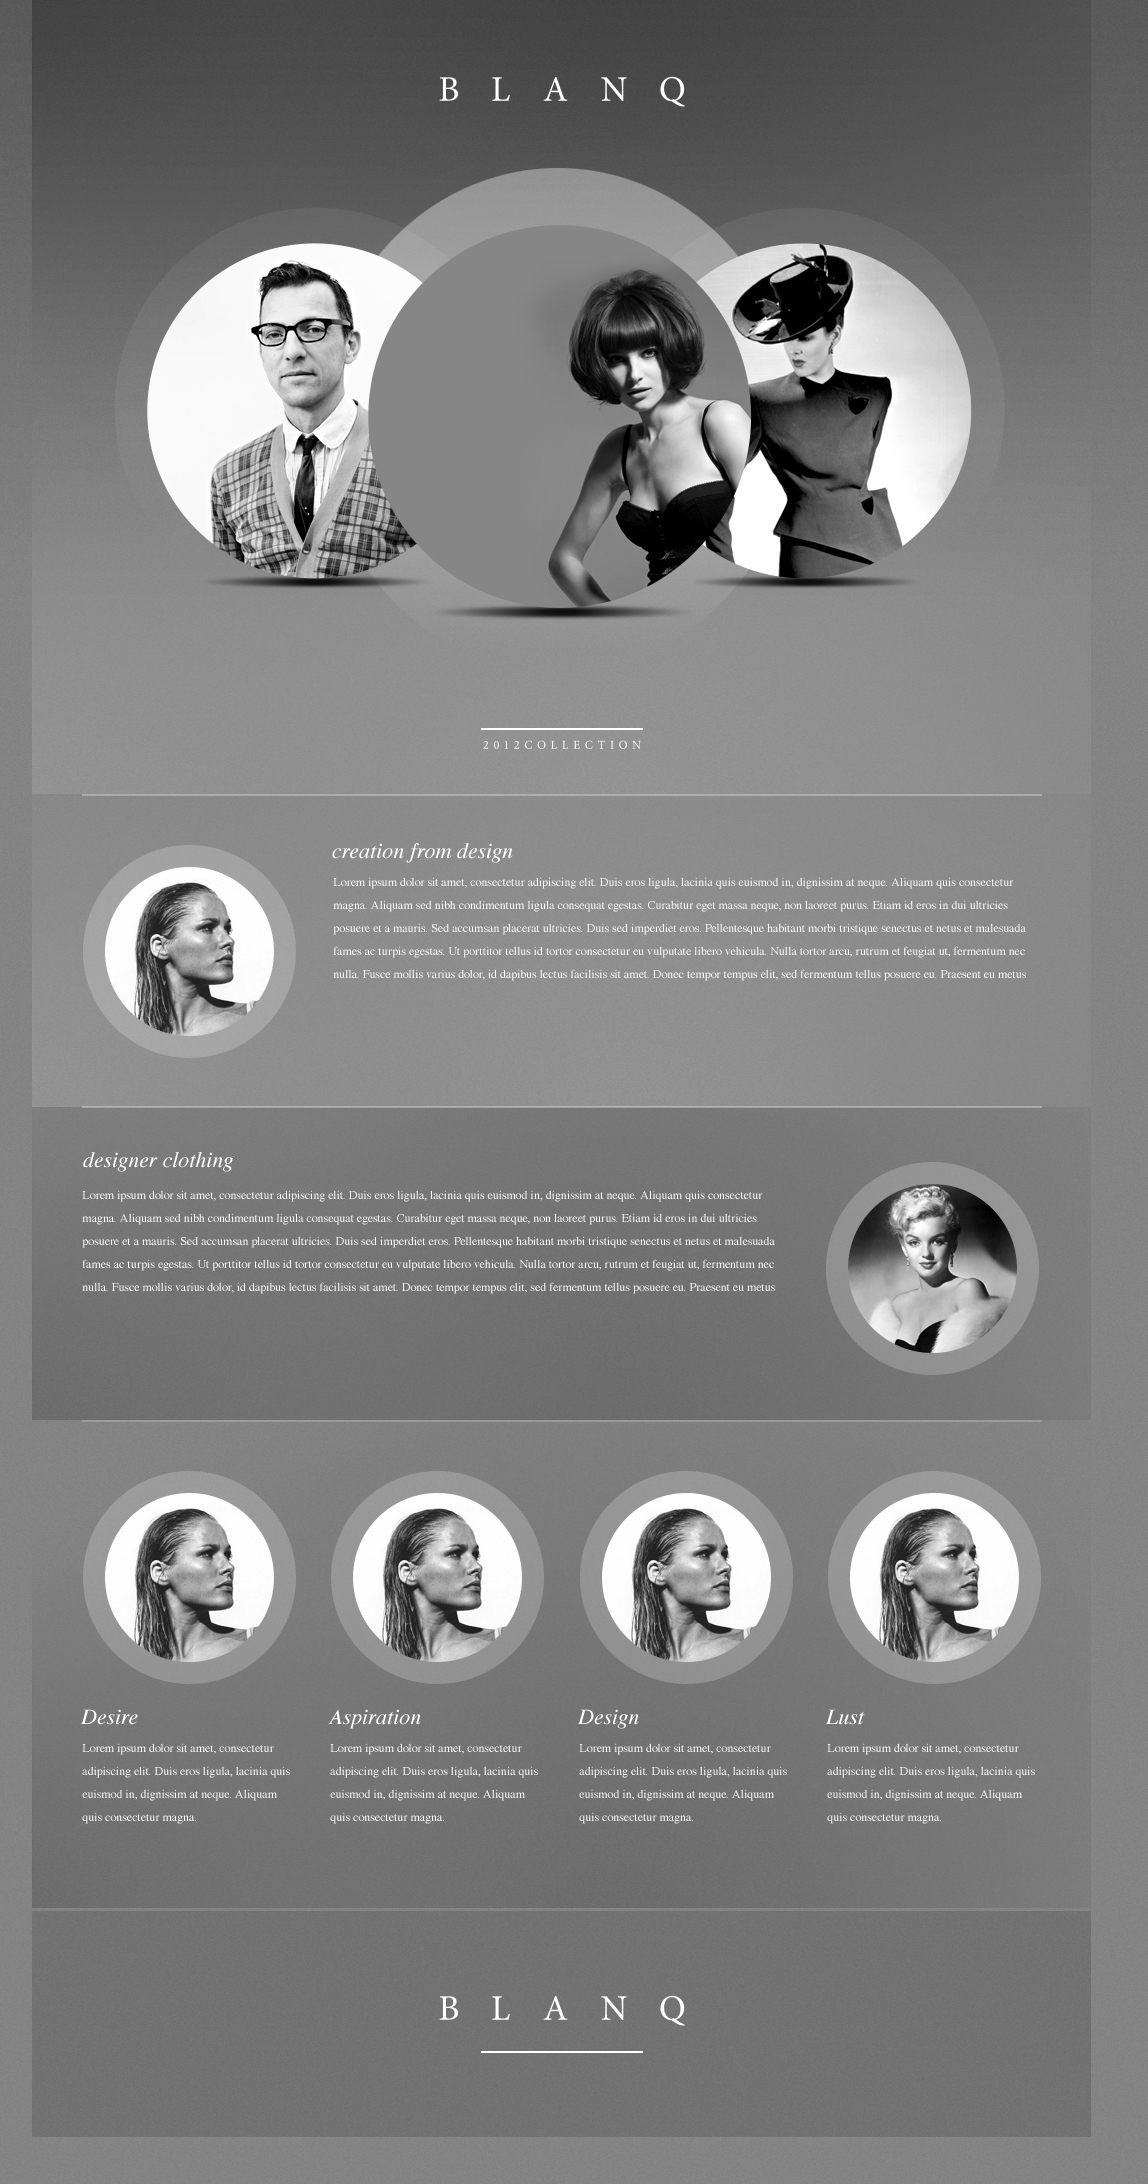 B L A N Q
2012COLLECTION
creation from design
Lorem ipsum dolor sit amet, consectetur adipiscing elit. Duis eros ligula, lacinia quis euismod in, dignissim at neque. Aliquam quis consectetur
magna. Aliquam sed nibh condimentum ligula consequat egestas. Curabitur eget massa neque, non laoreet purus. Etiam id eros in dui ultricies
posuere et a mauris. Sed accumsan placerat ultricies. Duis sed imperdiet eros. Pellentesque habitant morbi tristique senectus et netus et malesuada
fames ac turpis egestas. Ut porttitor tellus id tortor consectetur eu vulputate libero vehicula. Nulla tortor arcu, rutrum et feugiat ut, fermentum nec
nulla. Fusce mollis varius dolor, id dapibus lectus facilisis sit amet. Donec tempor tempus elit, sed fermentum tellus posuere eu. Praesent eu metus
designer clothing
Lorem ipsum dolor sit amet, consectetur adipiscing elit. Duis eros ligula, lacinia quis euismod in, dignissim at neque. Aliquam quis consectetur
magna. Aliquam sed nibh condimentum ligula consequat egestas. Curabitur eget massa neque, non laoreet purus. Etiam id eros in dui ultricies
posuere et a mauris. Sed accumsan placerat ultricies. Duis sed imperdiet eros. Pellentesque habitant morbi tristique senectus et netus et malesuada
fames ac turpis egestas. Ut porttitor tellus id tortor consectetur eu vulputate libero vehicula. Nulla tortor arcu, rutrum et feugiat ut, fermentum nec
nulla. Fusce mollis varius dolor, id dapibus lectus facilisis sit amet. Donec tempor tempus elit, sed fermentum tellus posuere eu. Praesent eu metus
Desire
Lorem ipsum dolor sit amet, consectetur
adipiscing elit. Duis eros ligula, lacinia quis
euismod in, dignissim at neque. Aliquam
quis consectetur magna.
Aspiration
Lorem ipsum dolor sit amet, consectetur
adipiscing elit. Duis eros ligula, lacinia quis
euismod in, dignissim at neque. Aliquam
quis consectetur magna.
Design
Lorem ipsum dolor sit amet, consectetur
adipiscing elit. Duis eros ligula, lacinia quis
euismod in, dignissim at neque. Aliquam
quis consectetur magna.
Lust
Lorem ipsum dolor sit amet, consectetur
adipiscing elit. Duis eros ligula, lacinia quis
euismod in, dignissim at neque. Aliquam
quis consectetur magna.
B L A N Q